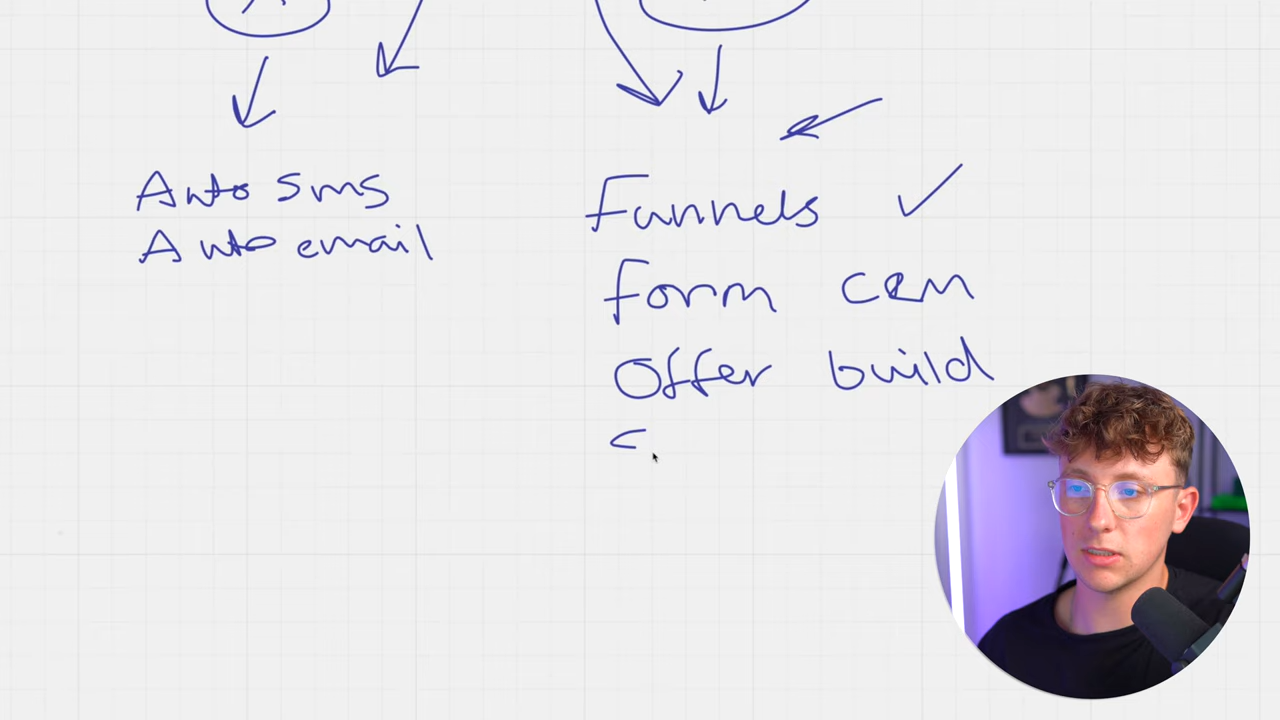 Auto sms
Auto email
Funnels
form CRM
Offer build